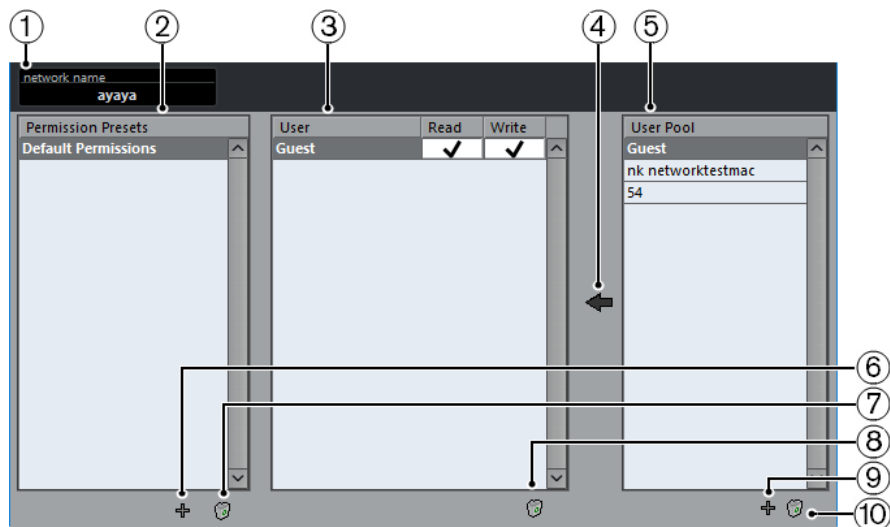 ① ② ③ ④ ⑤
network name
ayaya
Permission Presets
Default Permissions
User Read Write
Guest
User Pool
Guest
nk networktestmac
54
⑥
⑦
⑧
⑨
⑩